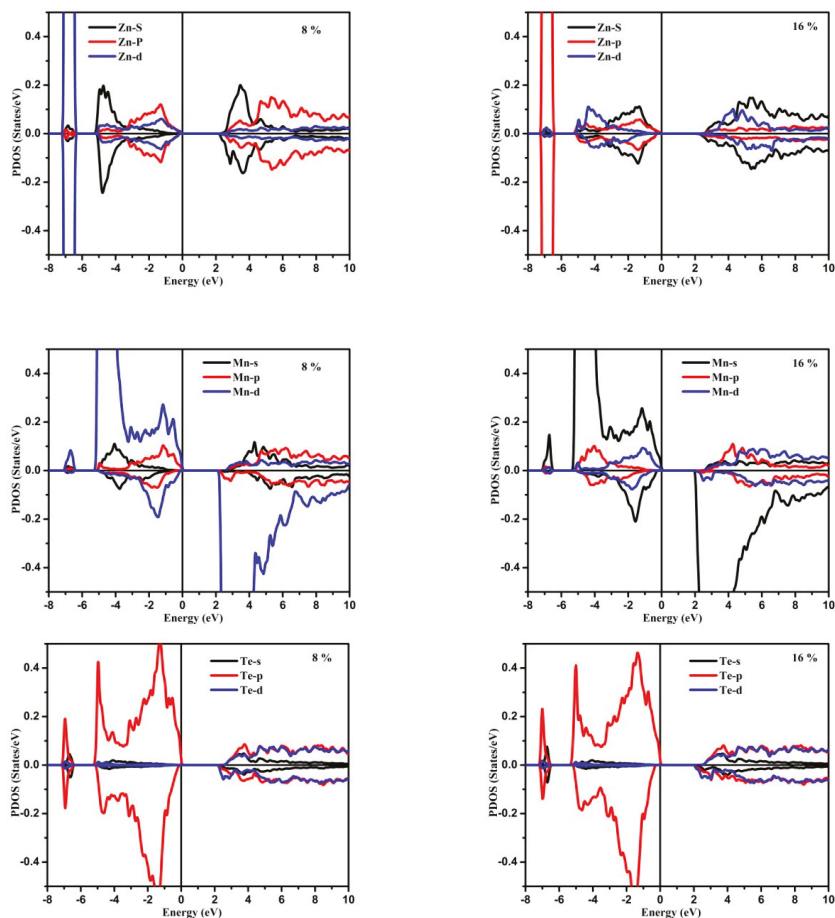 Zn-S
Zn-P
Zn-d
8 %
0.4
0.2
0.0
-0.2
-0.4
PDOS (States/eV)
-8 -6 -4 -2 0 2 4 6 8 10
Energy (eV)
Zn-s
Zn-p
Zn-d
16 %
0.4
0.2
0.0
-0.2
-0.4
PDOS (States/eV)
-8 -6 -4 -2 0 2 4 6 8 10
Energy (eV)
Mn-s
Mn-p
Mn-d
8 %
0.4
0.2
0.0
-0.2
-0.4
PDOS (States/eV)
-8 -6 -4 -2 0 2 4 6 8 10
Energy (eV)
Mn-s
Mn-p
Mn-d
16 %
0.4
0.2
0.0
-0.2
-0.4
PDOS (States/eV)
-8 -6 -4 -2 0 2 4 6 8 10
Energy (eV)
Te-s
Te-p
Te-d
8 %
0.4
0.2
0.0
-0.2
-0.4
PDOS (States/eV)
-8 -6 -4 -2 0 2 4 6 8 10
Energy (eV)
Te-s
Te-p
Te-d
16 %
0.4
0.2
0.0
-0.2
-0.4
PDOS (States/eV)
-8 -6 -4 -2 0 2 4 6 8 10
Energy (eV)